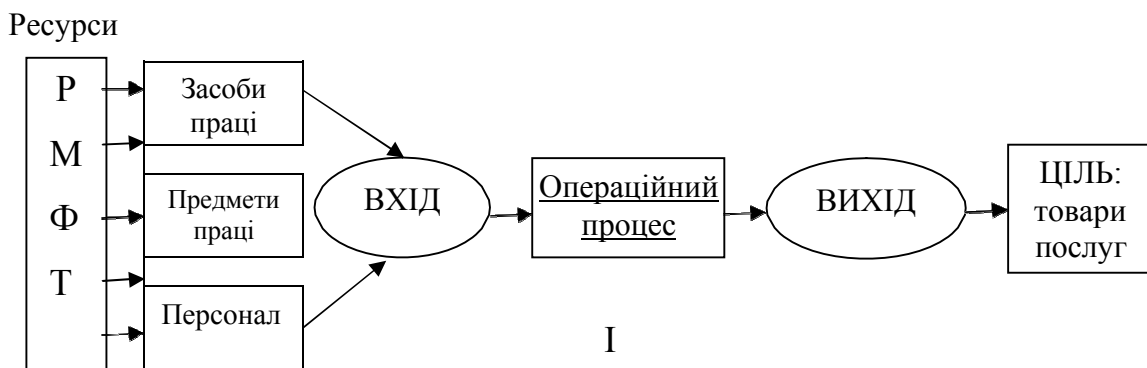 Ресурси
Р
М
Ф
Т
Засоби
праці
Предмети
праці
Персонал
ВХІД
Операційний
процес
ВИХІД
ЦІЛЬ:
товари
послуг
І